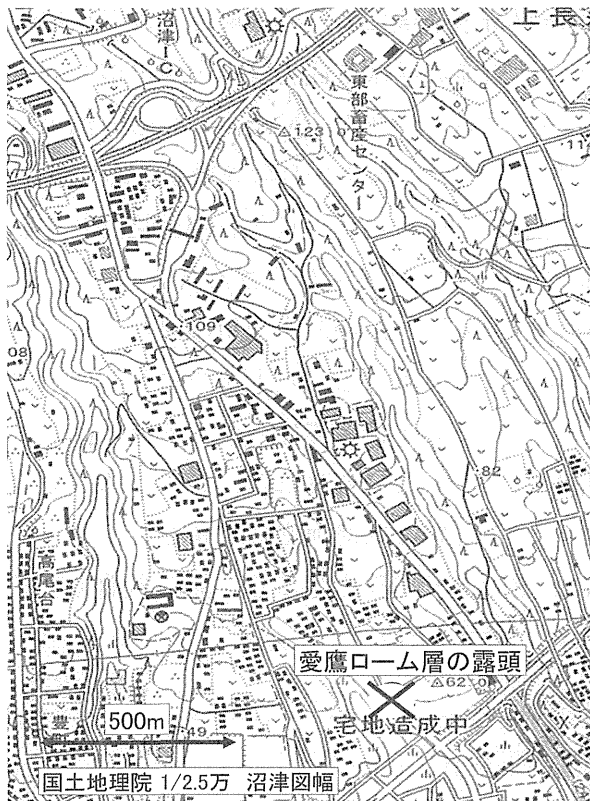 上長
沼津I.C
東部畜産センター
123
109
08
82
高尾台
愛鷹ローム層の露頭
62.0
宅地造成中
500m
49
国土地理院 1/2.5万 沼津図幅